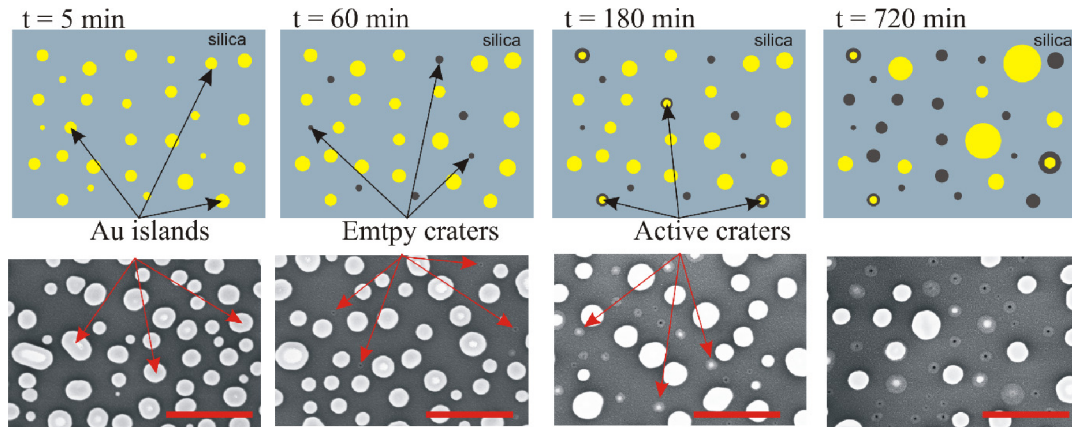 t = 5 min
t = 60 min
t = 180 min
t = 720 min
silica
silica
silica
silica
Au islands
Emtpy craters
Active craters